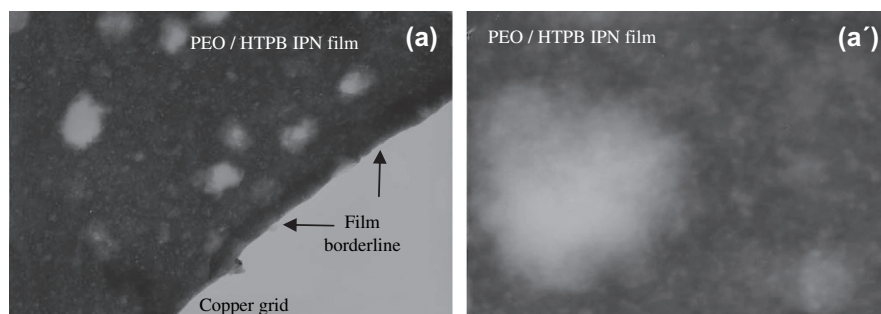 PEO / HTPB IPN film
(a)
Film
borderline
Copper grid
PEO / HTPB IPN film
(a´)